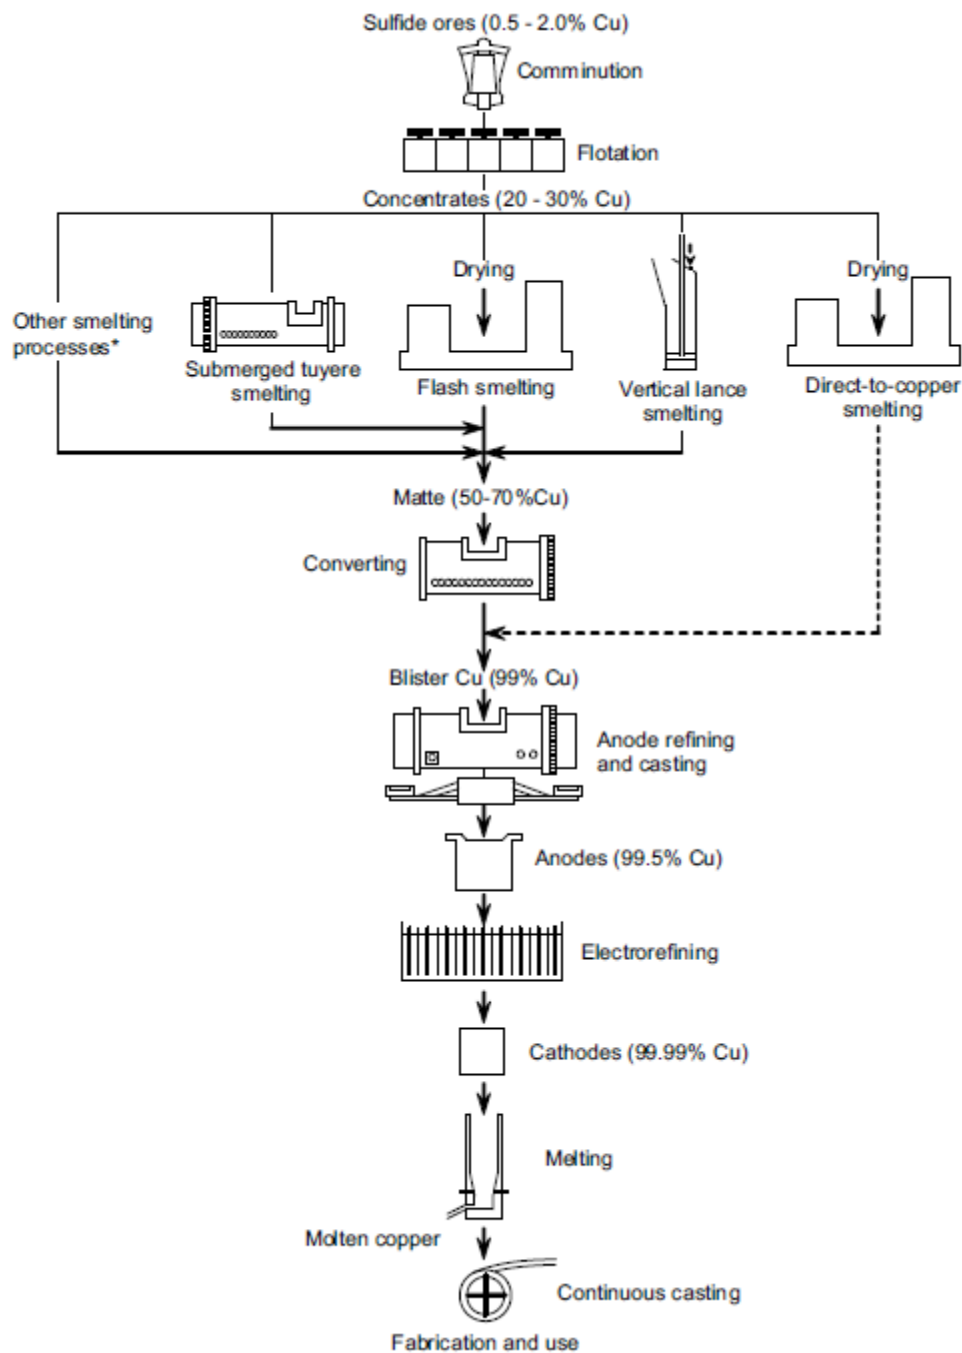 Sulfide ores (0.5 - 2.0% Cu)
Comminution
Flotation
Concentrates (20 - 30% Cu)
Drying
Drying
Other smelting
processes*
Submerged tuyere
smelting
Flash smelting
Vertical lance
smelting
Direct-to-copper
smelting
Matte (50-70%Cu)
Converting
Blister Cu (99% Cu)
Anode refining
and casting
Anodes (99.5% Cu)
Electrorefining
Cathodes (99.99% Cu)
Melting
Molten copper
Continuous casting
Fabrication and use